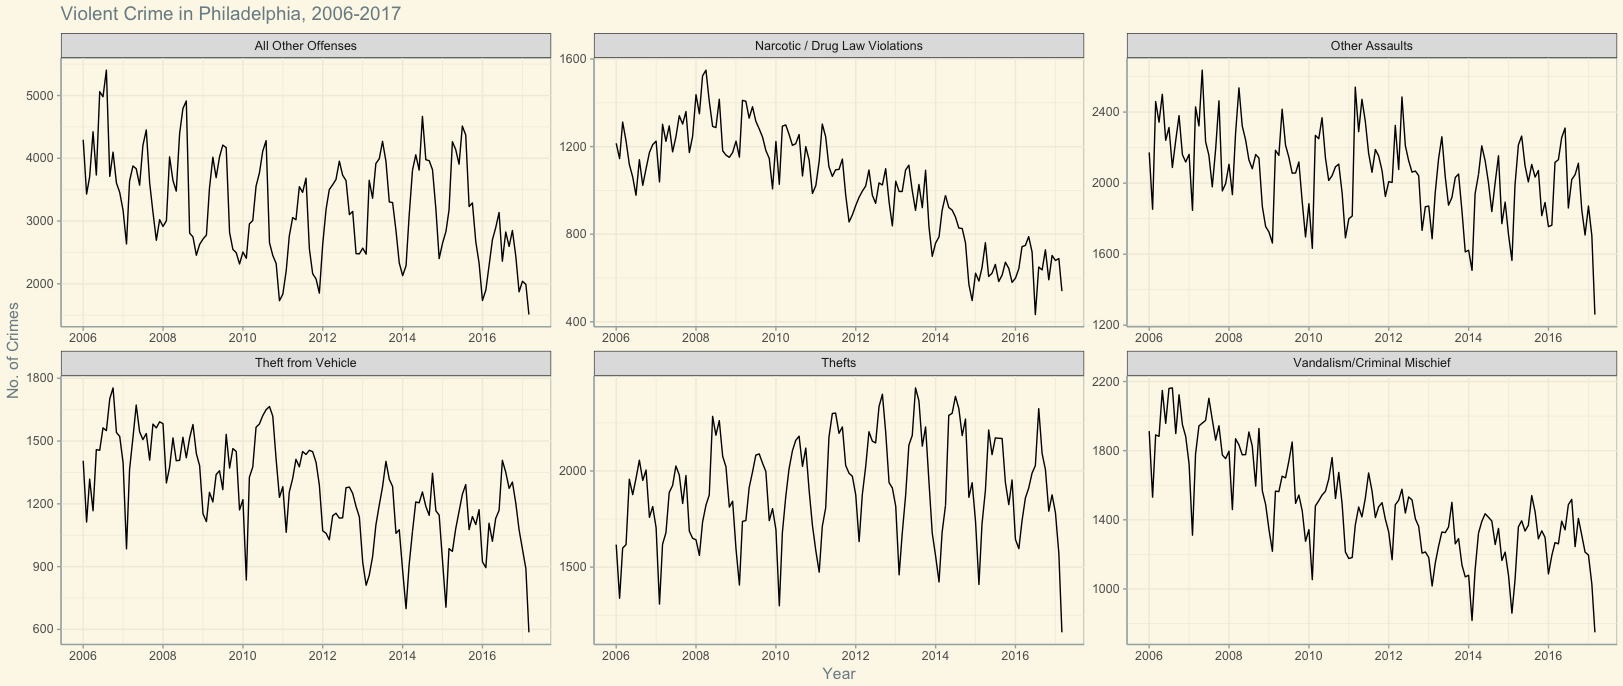 Violent Crime in Philadelphia, 2006-2017
All Other Offenses
Narcotic / Drug Law Violations
Other Assaults
5000
4000
3000
2000
1600
1200
800
400
2400
2000
1600
1200
2006 2008 2010 2012 2014 2016
2006 2008 2010 2012 2014 2016
2006 2008 2010 2012 2014 2016
No. of Crimes
Theft from Vehicle
Thefts
Vandalism/Criminal Mischief
1800
1500
1200
900
600
2000
1500
2200
1800
1400
1000
2006 2008 2010 2012 2014 2016
2006 2008 2010 2012 2014 2016
2006 2008 2010 2012 2014 2016
Year